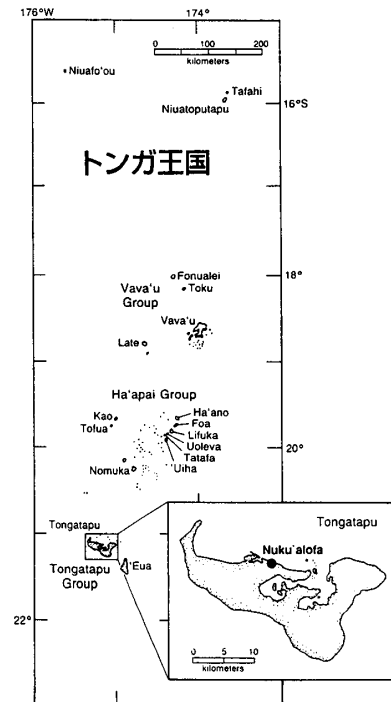 176°W
174°
0 100 200
kilometers
Niuafo'ou
Tafahi
Niuatoputapu
16°S
トンガ王国
Fonualei
18°
Toku
Vava'u
Group
Vava'u
Late
Ha'apai Group
Kao
Ha'ano
Tofua
Foa
Lifuka
20°
Uoleva
Tatafa
Nomuka
'Uiha
Tongatapu
Tongatapu
Group
'Eua
22°
Tongatapu
Nuku'alofa
0 5 10
kilometers